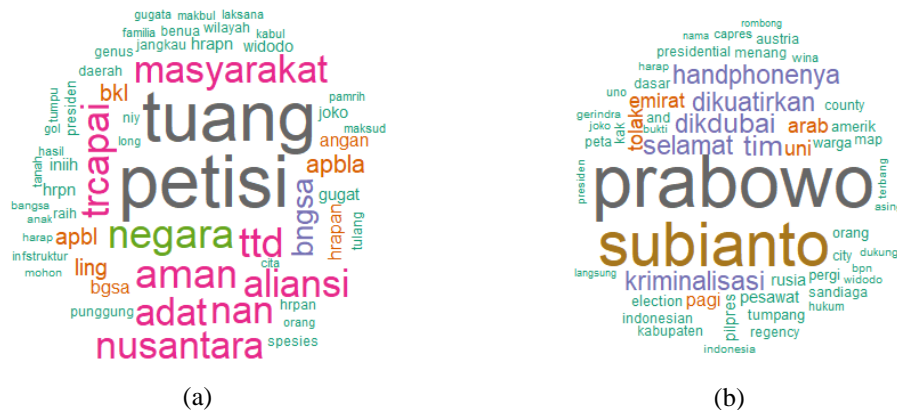 gugata makbul laksana
familia benua wilayah kabul
jangkau hrapn widodo
genus
daerah masyarakat
bkl
pamrih
tumpu
presiden
gol
trcapai
niy
tuang
joko
long
maksud
angan
hasil
tanah
iniih
petisi
apbla
hrpn
gugat
bangsa
anak
raih
bngsa
hrapan
tulang
harap
apbl
negara
ttd
infstruktur
ling
cita
mohon
bgsa
aman
aliansi
punggung
adat
nan
hrpan
orang
nusantara
spesies
(a)
rombong
nama capres austria
presidential menang wina
harap
handphonenya
dasar
uno
emirat
dikuatirkan
county
gerindra
tolak
and
dikdubai
arab
amerik
joko
kak
bukti
peta
selamat
tim
uni
warga
map
presiden
prabowo
terbang
asing
subianto
orang
city
dukung
langsung
kriminalisasi
rusia
pergi
bpn
widodo
election
pagi
pesawat
sandiaga
indonesian
pilpres
tumpang
hukum
kabupaten
regency
indonesia
(b)